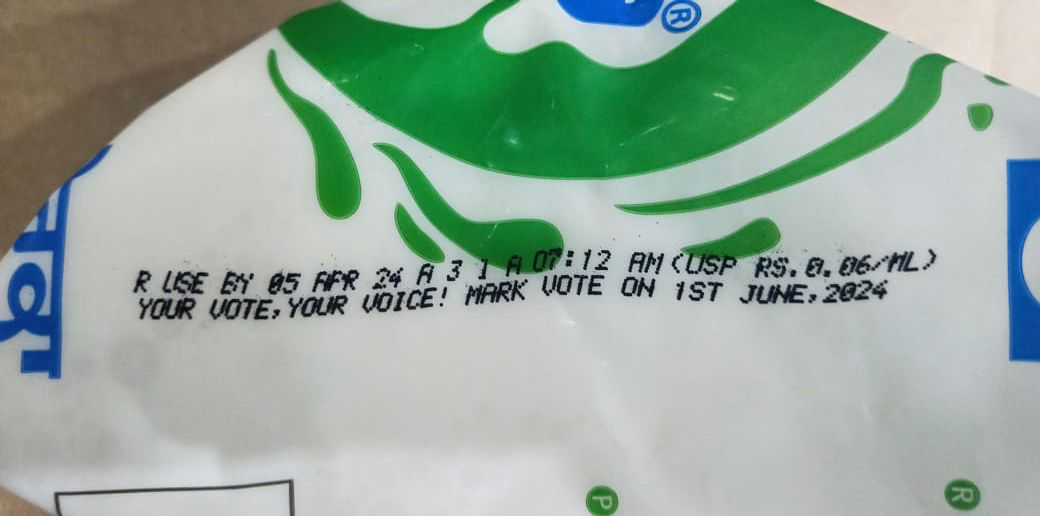 ®
R USE BY 05 APR 24 A 3 1 A 07:12 AM (USP RS.0.06/ML)
YOUR VOTE,YOUR VOICE! MARK VOTE ON 1ST JUNE,2024
P
R